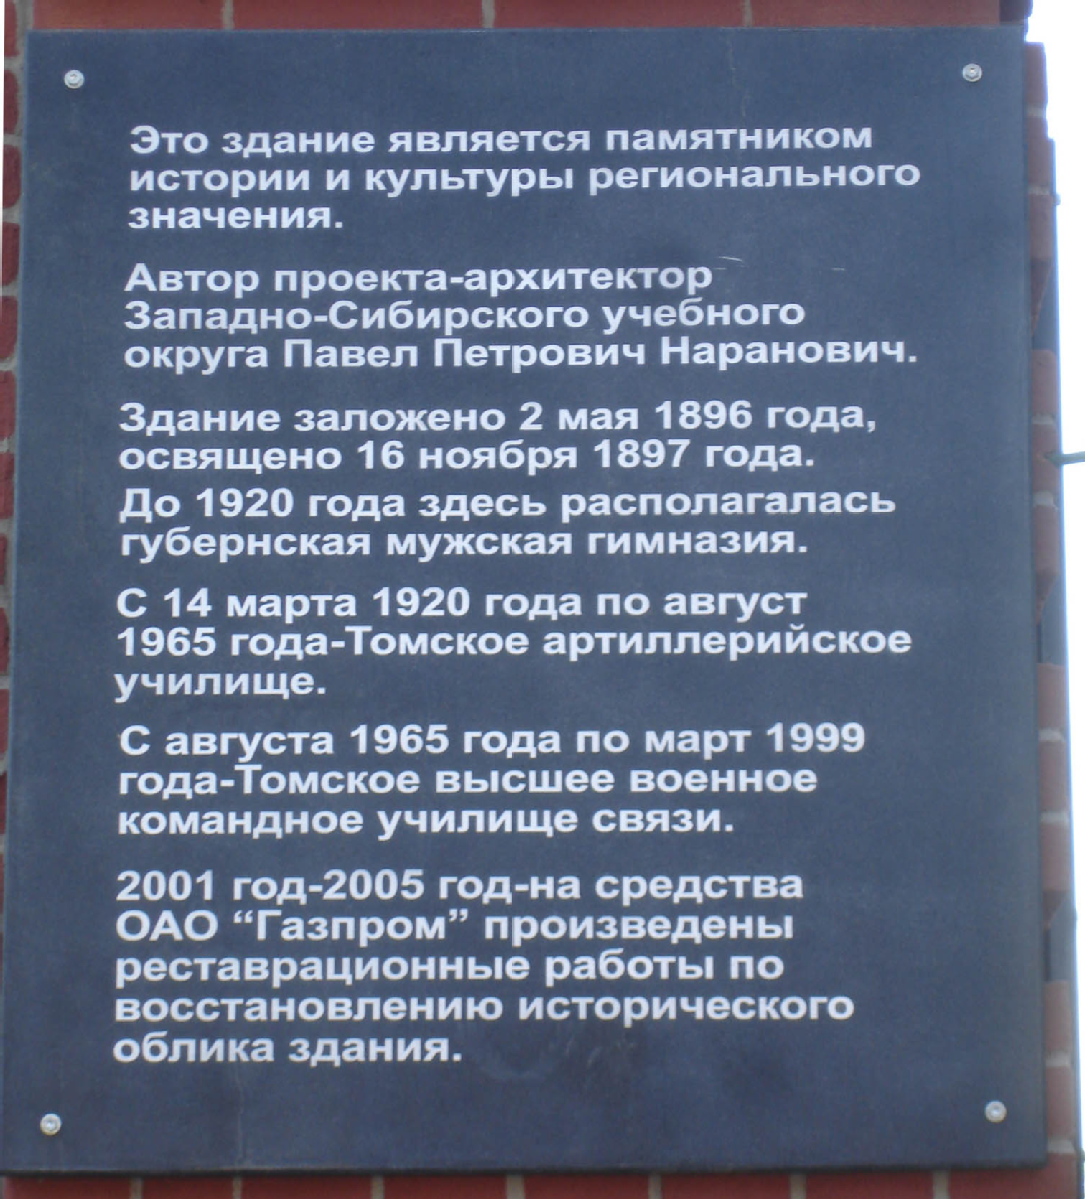 Это здание является памятником
истории и культуры регионального
значения.
Автор проекта-архитектор
Западно-Сибирского учебного
округа Павел Петрович Наранович.
Здание заложено 2 мая 1896 года,
освящено 16 ноября 1897 года.
До 1920 года здесь располагалась
губернская мужская гимназия.
С 14 марта 1920 года по август
1965 года-Томское артиллерийское
училище.
С августа 1965 года по март 1999
года-Томское высшее военное
командное училище связи.
2001 год-2005 год-на средства
ОАО “Газпром” произведены
реставрационные работы по
восстановлению исторического
облика здания.